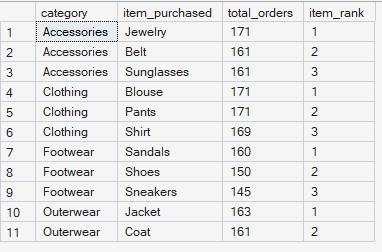 category item_purchased total_orders item_rank
1 Accessories Jewelry 171 1
2 Accessories Belt 161 2
3 Accessories Sunglasses 161 3
4 Clothing Blouse 171 1
5 Clothing Pants 171 2
6 Clothing Shirt 169 3
7 Footwear Sandals 160 1
8 Footwear Shoes 150 2
9 Footwear Sneakers 145 3
10 Outerwear Jacket 163 1
11 Outerwear Coat 161 2